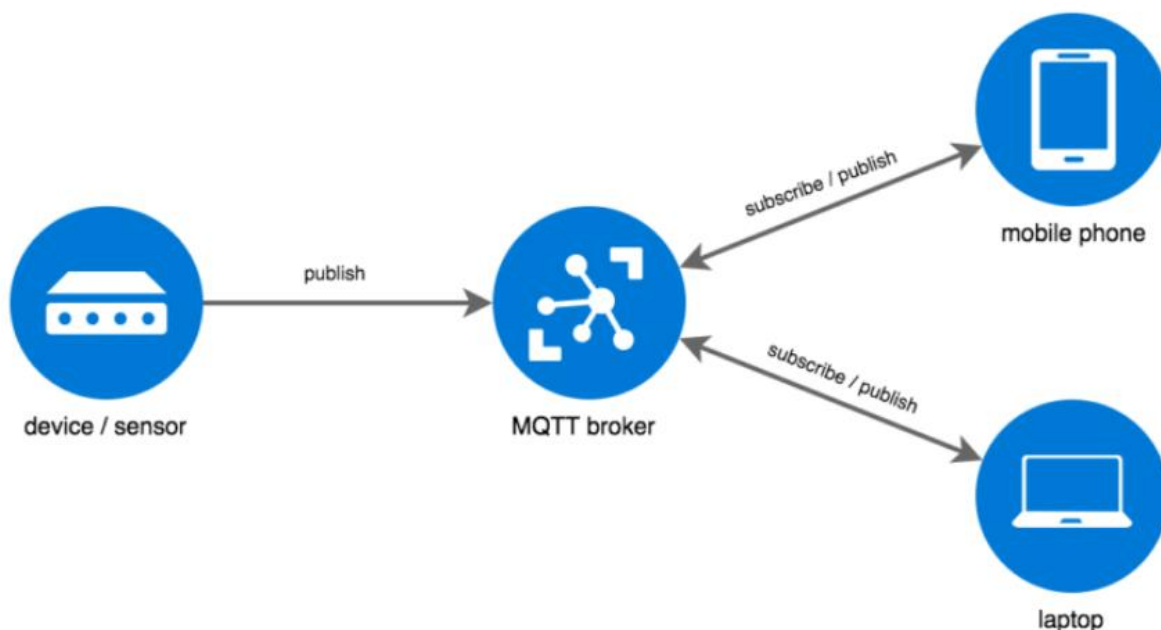 subscribe / publish
mobile phone
publish
device / sensor
MQTT broker
subscribe / publish
laptop